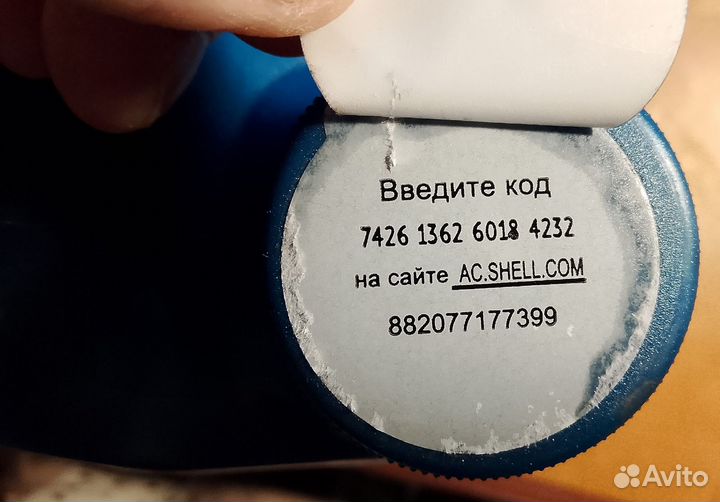 Введите код
7426 1362 6018 4232
на сайте AC.SHELL.COM
882077177399
Avito